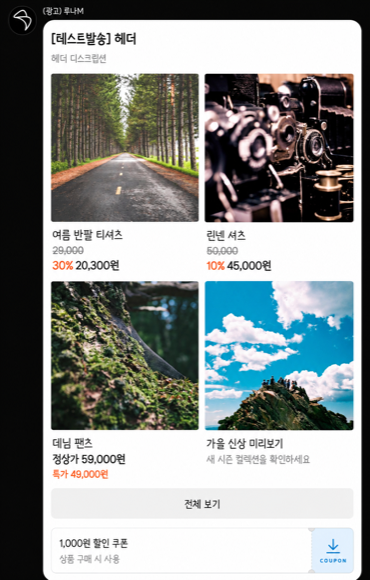 (광고) 루나M
[테스트발송] 헤더
헤더 디스크립션
여름 반팔 티셔츠
29,000
30% 20,300원
린넨 셔츠
50,000
10% 45,000원
데님 팬츠
정상가 59,000원
특가 49,000원
가을 신상 미리보기
새 시즌 컬렉션을 확인하세요
전체 보기
1,000원 할인 쿠폰
상품 구매 시 사용
COUPON